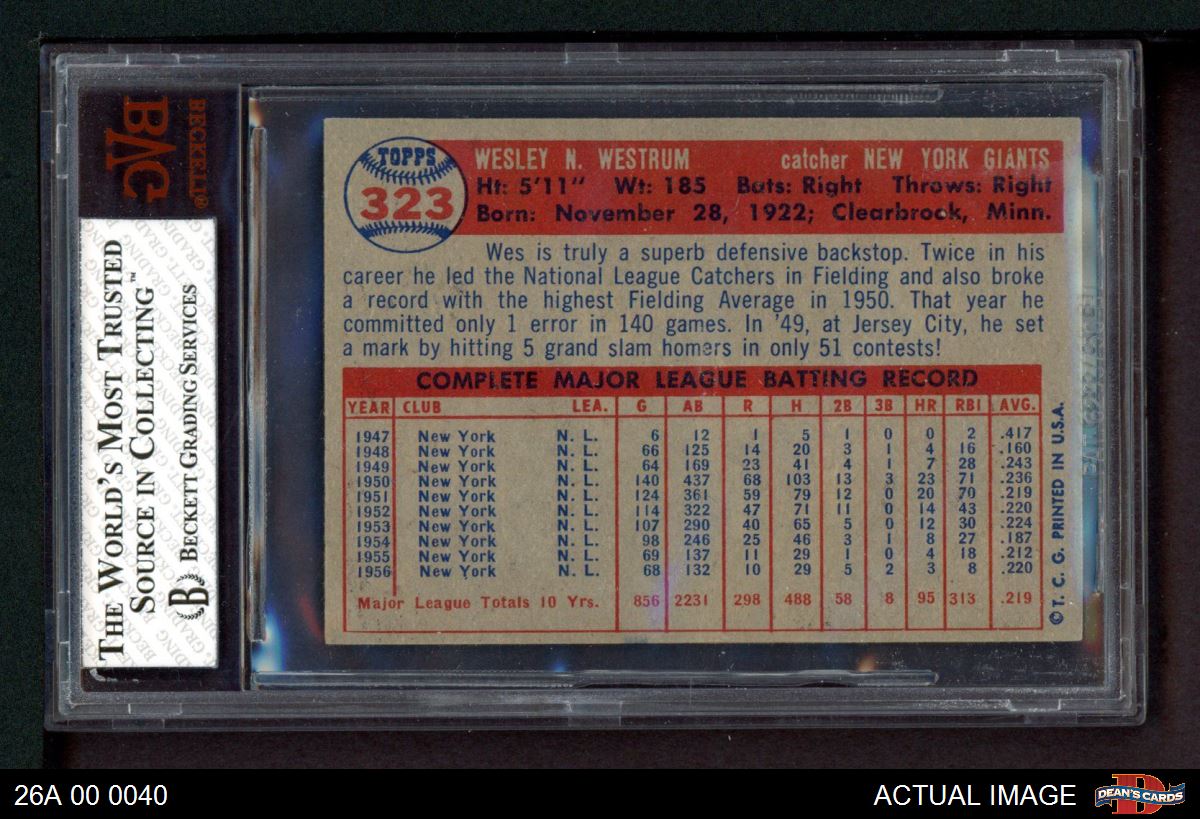 BECKETT®
BVG
THE WORLD'S MOST TRUSTED
SOURCE IN COLLECTING™
B BECKETT GRADING SERVICES
TOPPS
323
WESLEY N. WESTRUM catcher NEW YORK GIANTS
Ht: 5'11" Wt: 185 Bats: Right Throws: Right
Born: November 28, 1922; Clearbrook, Minn.
Wes is truly a superb defensive backstop. Twice in his
career he led the National League Catchers in Fielding and also broke
a record with the highest Fielding Average in 1950. That year he
committed only 1 error in 140 games. In '49, at Jersey City, he set
a mark by hitting 5 grand slam homers in only 51 contests!
COMPLETE MAJOR LEAGUE BATTING RECORD
YEAR CLUB LEA. G AB R H 2B 3B HR RBI AVG.
1947 New York N. L. 6 12 1 5 1 0 0 2 .417
1948 New York N. L. 66 125 14 20 3 1 4 16 .160
1949 New York N. L. 64 169 23 41 4 1 7 28 .243
1950 New York N. L. 140 437 68 103 13 3 23 71 .236
1951 New York N. L. 124 361 59 79 12 0 20 70 .219
1952 New York N. L. 114 322 47 71 11 0 14 43 .220
1953 New York N. L. 107 290 40 65 5 0 12 30 .224
1954 New York N. L. 98 246 25 46 3 1 8 27 .187
1955 New York N. L. 69 137 11 29 1 0 4 18 .212
1956 New York N. L. 68 132 10 29 5 2 3 8 .220
Major League Totals 10 Yrs. 856 2231 298 488 58 8 95 313 .219
©T. C. G. PRINTED IN U.S.A.
26A 00 0040
ACTUAL IMAGE
DEAN'S CARDS